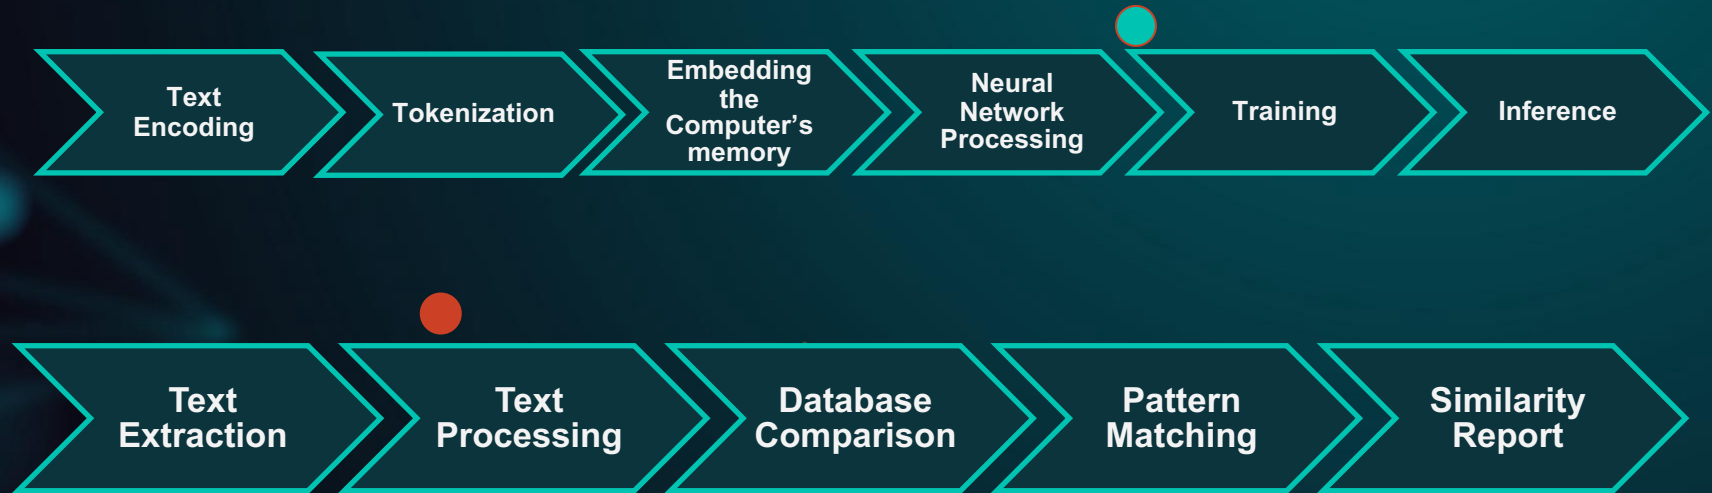 Text
Encoding
Tokenization
Embedding
the
Computer's
memory
Neural
Network
Processing
Training
Inference
Text
Extraction
Text
Processing
Database
Comparison
Pattern
Matching
Similarity
Report